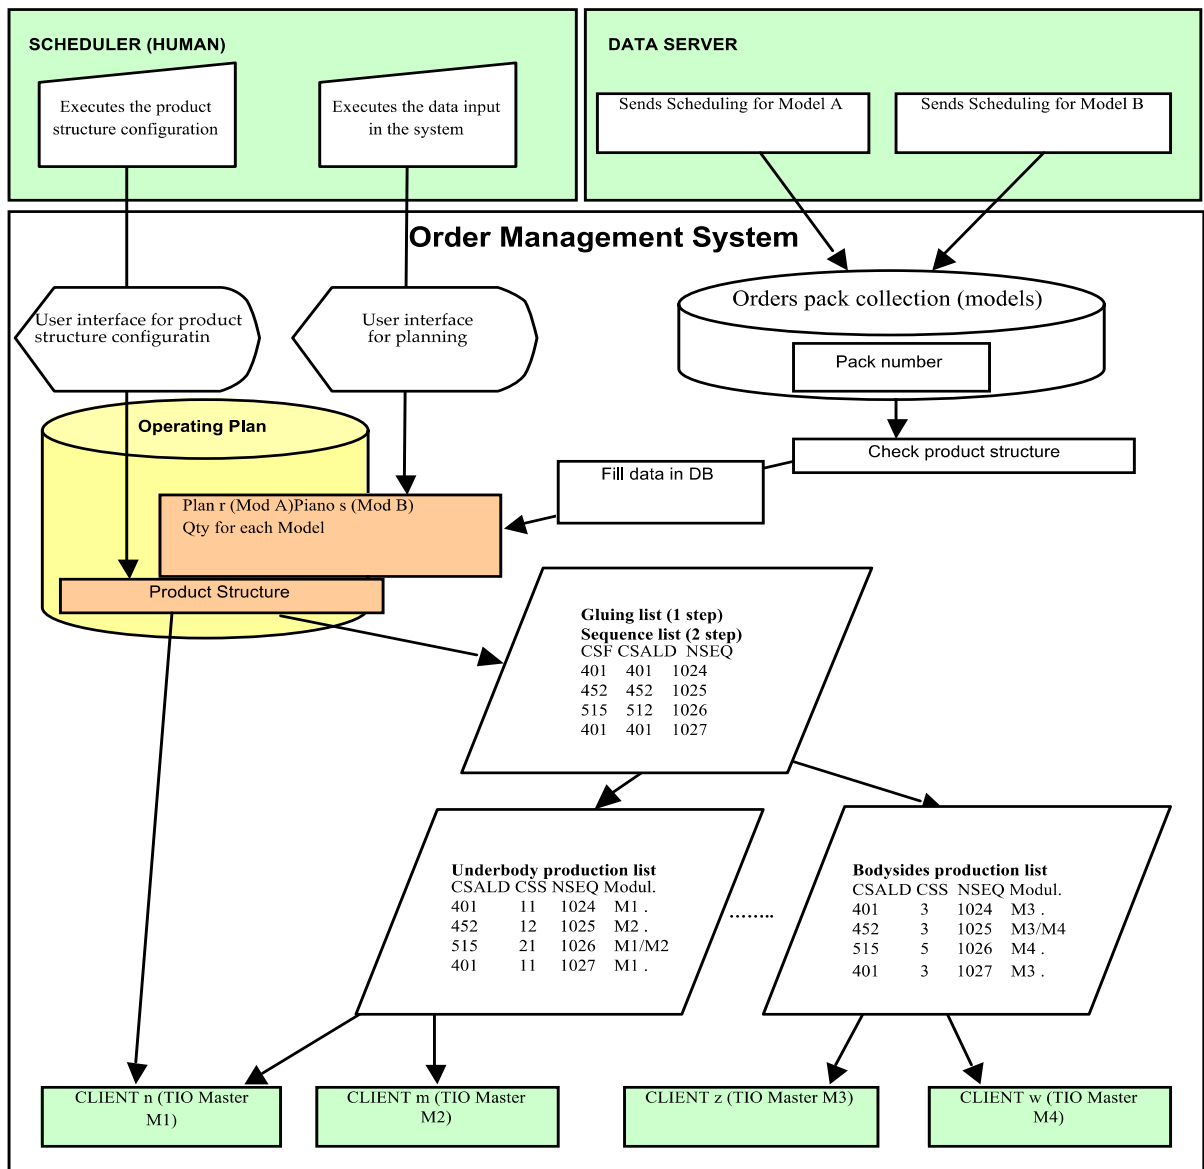 SCHEDULER (HUMAN)
Executes the product
structure configuration
Executes the data input
in the system
DATA SERVER
Sends Scheduling for Model A
Sends Scheduling for Model B
Order Management System
User interface for product
structure configuratin
User interface
for planning
Orders pack collection (models)
Pack number
Operating Plan
Check product structure
Fill data in DB
Plan r (Mod A)Piano s (Mod B)
Qty for each Model
Product Structure
Gluing list (1 step)
Sequence list (2 step)
CSF CSALD NSEQ
401 401 1024
452 452 1025
515 512 1026
401 401 1027
Underbody production list
CSALD CSS NSEQ Modul.
401 11 1024 M1 .
452 12 1025 M2 .
515 21 1026 M1/M2
401 11 1027 M1 .
........
Bodysides production list
CSALD CSS NSEQ Modul.
401 3 1024 M3 .
452 3 1025 M3/M4
515 5 1026 M4 .
401 3 1027 M3 .
CLIENT n (TIO Master
M1)
CLIENT m (TIO Master
M2)
CLIENT z (TIO Master M3)
CLIENT w (TIO Master
M4)